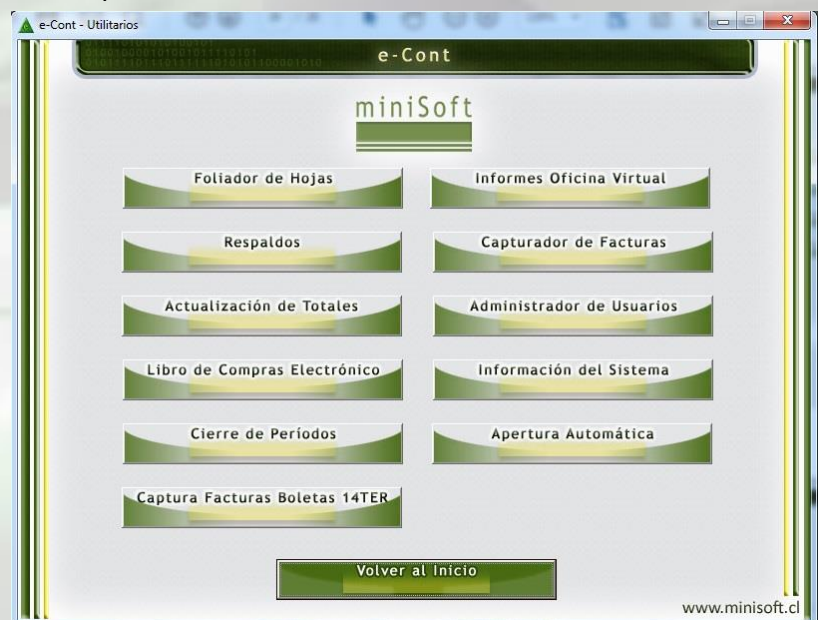 e-Cont - Utilitarios
e-Cont
miniSoft
Foliador de Hojas
Informes Oficina Virtual
Respaldos
Capturador de Facturas
Actualización de Totales
Administrador de Usuarios
Libro de Compras Electrónico
Información del Sistema
Cierre de Períodos
Apertura Automática
Captura Facturas Boletas 14TER
Volver al Inicio
www.minisoft.cl